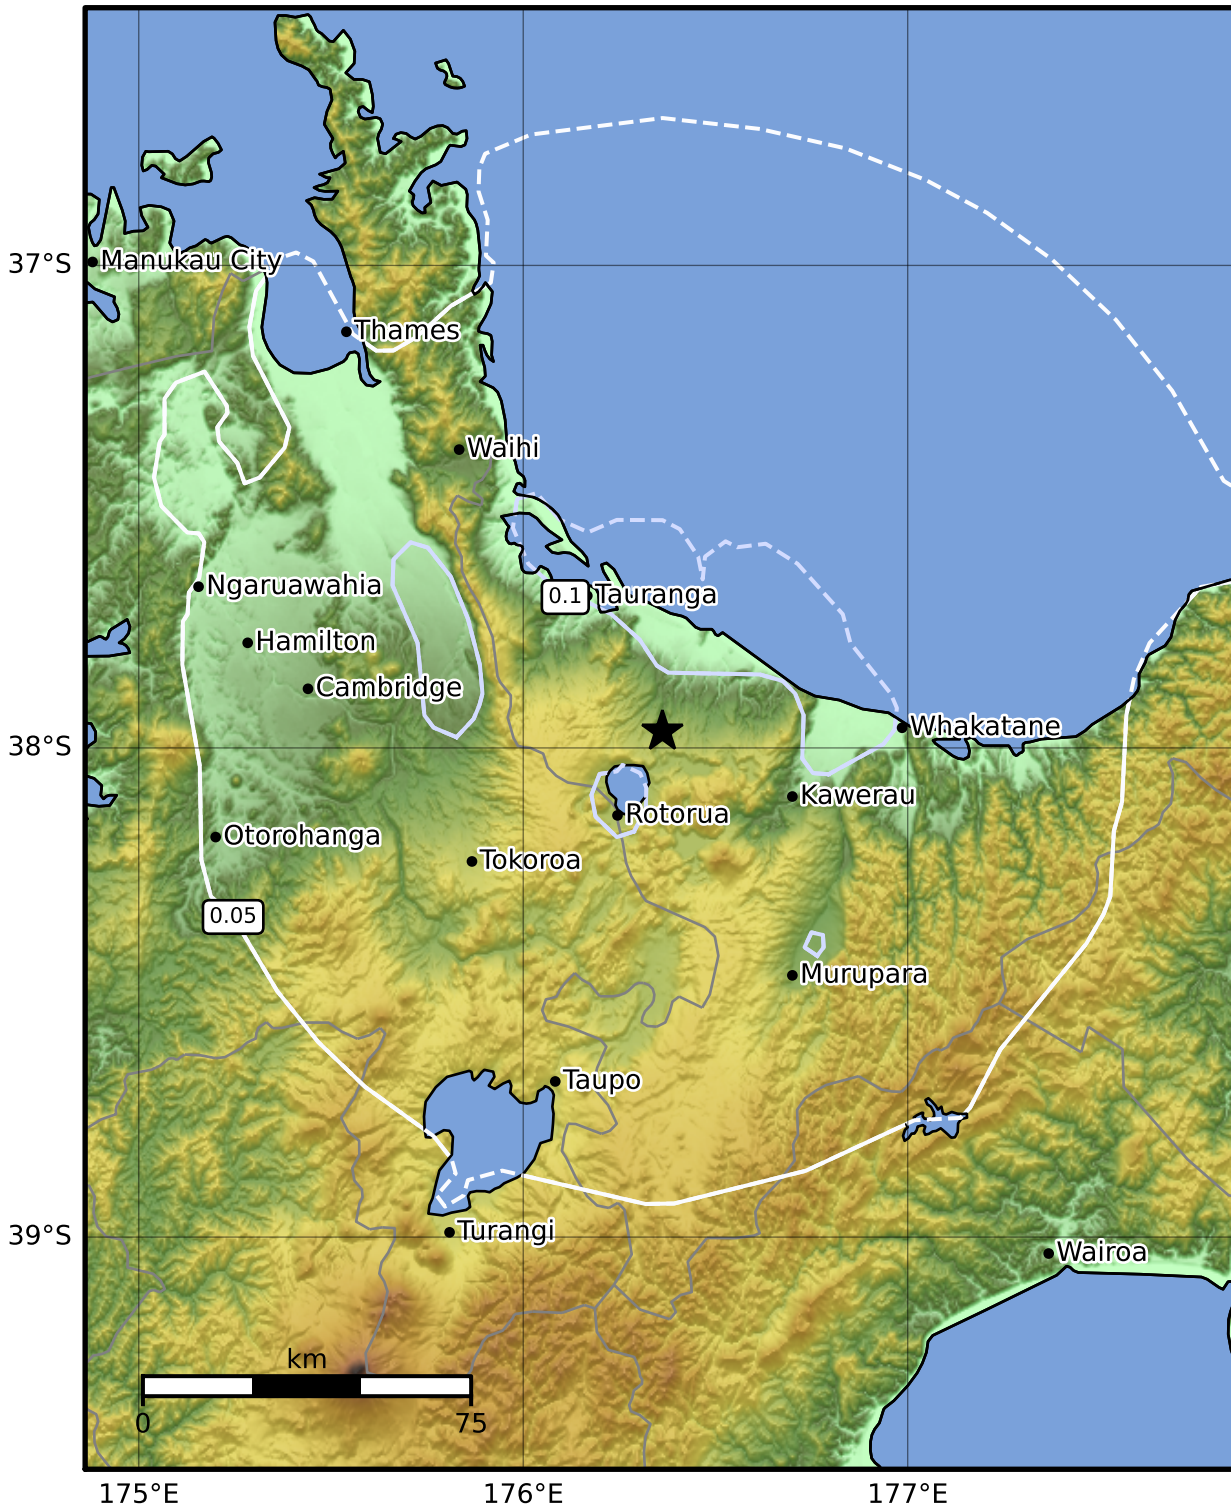 Manukau City
37°S
Thames
Waihi
Ngaruawahia
0.1
Tauranga
Hamilton
Cambridge
Whakatane
38°S
Kawerau
Rotorua
Otorohanga
Tokoroa
0.05
Murupara
Taupo
Turangi
39°S
Wairoa
km
0
75
175°E
176°E
177°E